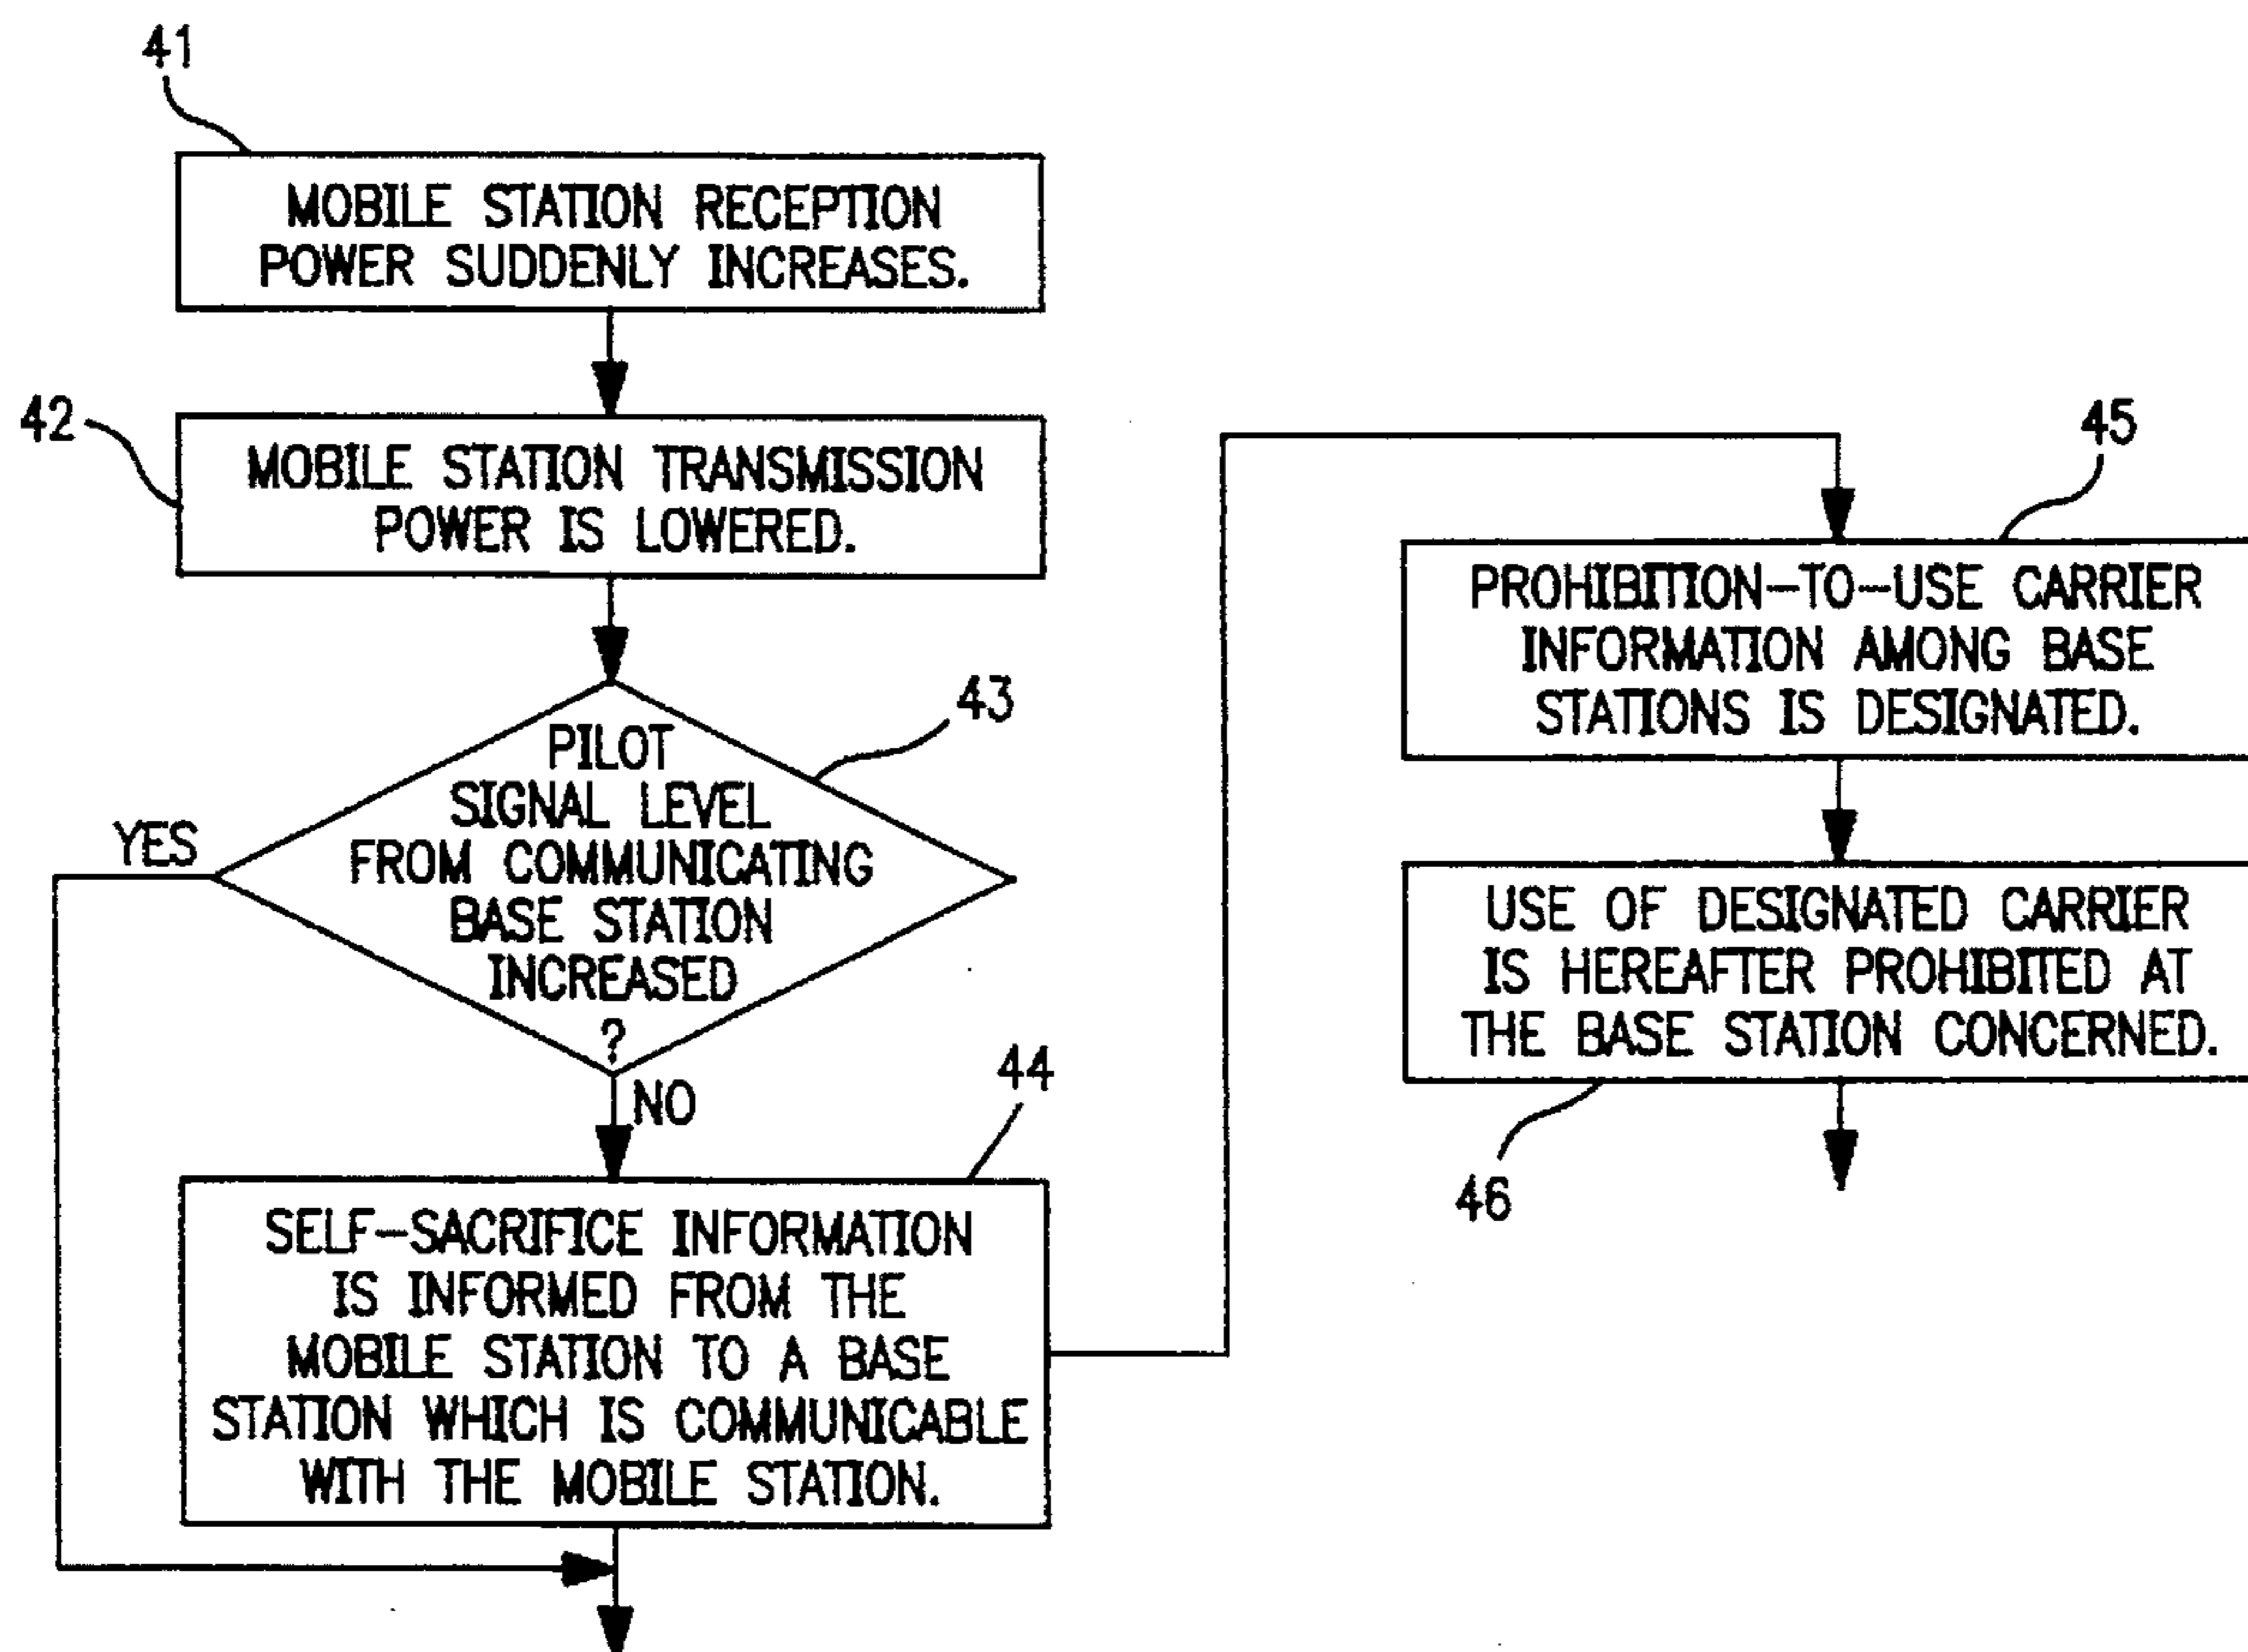 41
MOBILE STATION RECEPTION
POWER SUDDENLY INCREASES.
42
MOBILE STATION TRANSMISSION
POWER IS LOWERED.
43
PILOT
SIGNAL LEVEL
FROM COMMUNICATING
BASE STATION
INCREASED
?
YES
NO
44
SELF-SACRIFICE INFORMATION
IS INFORMED FROM THE
MOBILE STATION TO A BASE
STATION WHICH IS COMMUNICABLE
WITH THE MOBILE STATION.
45
PROHIBITION-TO-USE CARRIER
INFORMATION AMONG BASE
STATIONS IS DESIGNATED.
USE OF DESIGNATED CARRIER
IS HEREAFTER PROHIBITED AT
THE BASE STATION CONCERNED.
46